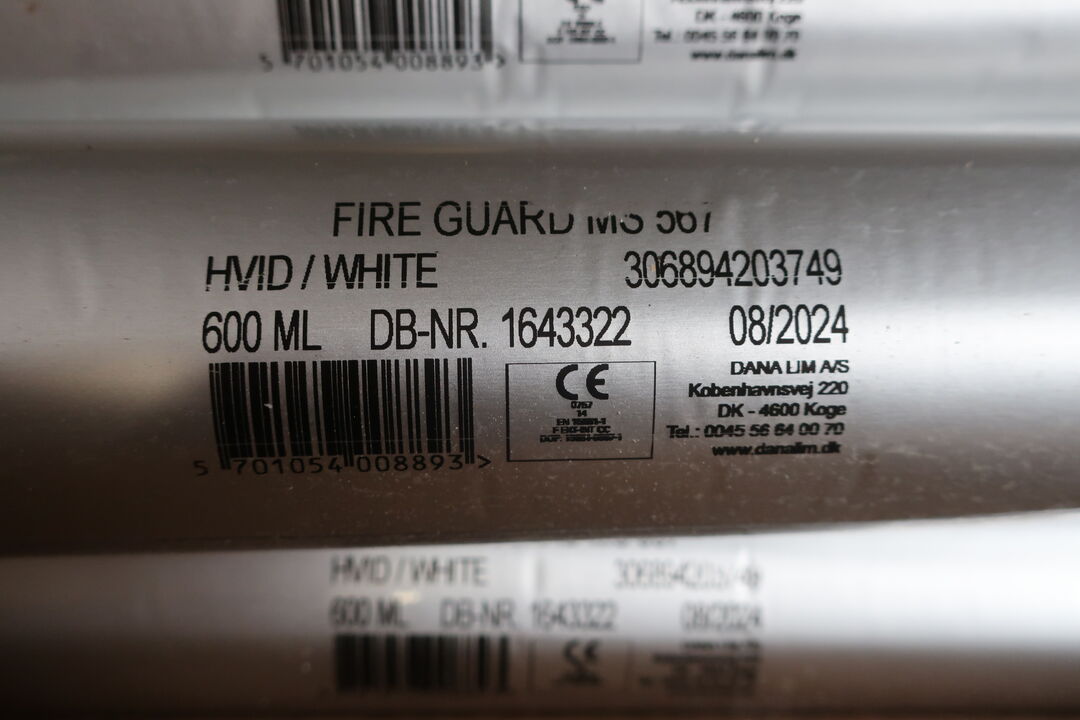 5 701054 008893 >
DK - 4600 Koge
Tel.: 0045 56 64 00 70
www.danalim.dk
FIRE GUARD MS 567
HVID / WHITE 306894203749
600 ML DB-NR. 1643322 08/2024
DANA LIM A/S
Kobenhavnsvej 220
DK - 4600 Koge
Tel.: 0045 56 64 00 70
www.danalim.dk
CE
0757
14
5 701054 008893 >
HVID / WHITE
600 ML DB-NR. 1643322 08/2024
CE